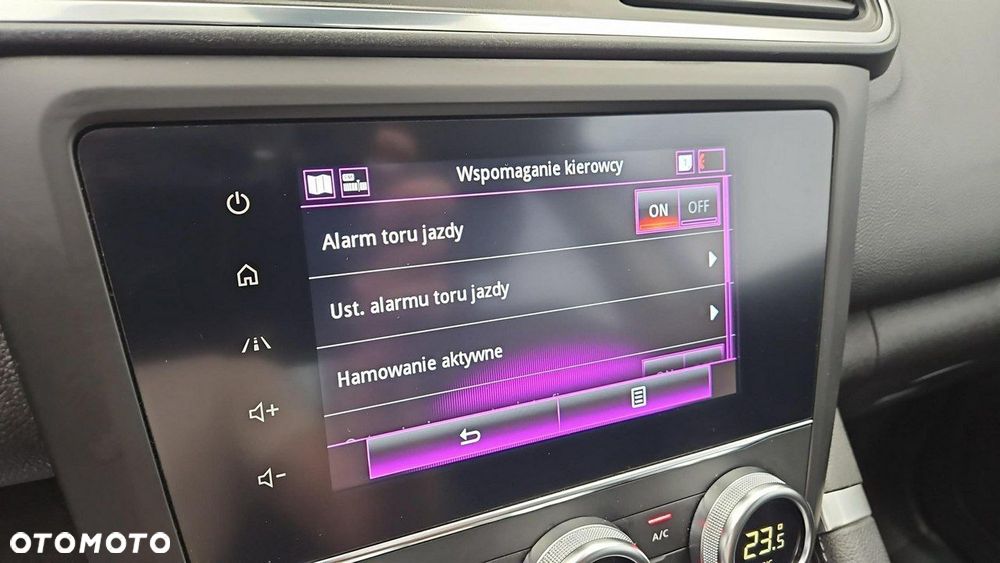 Wspomaganie kierowcy
Alarm toru jazdy
ON OFF
Ust. alarmu toru jazdy
Hamowanie aktywne
A/C
23.5
OTOMOTO